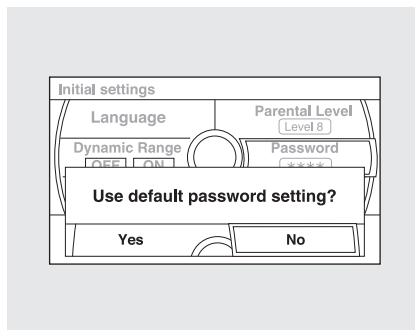 Initial settings
Language
Parental Level
Level 8
Dynamic Range
Password
OFF ON
****
Use default password setting?
Yes
No